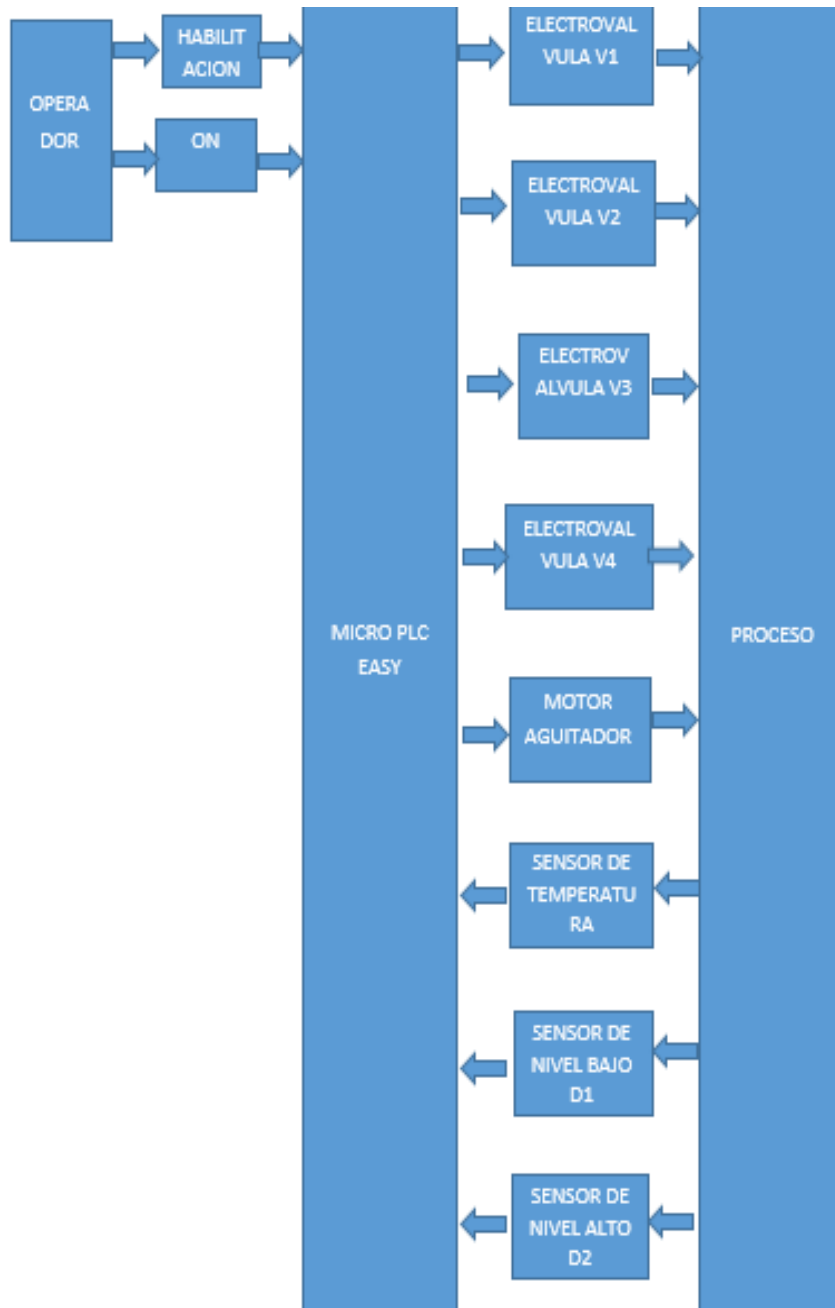 HABILIT
ACION
OPERA
DOR
ON
MICRO PLC
EASY
ELECTROVAL
VULA V1
ELECTROVAL
VULA V2
ELECTROV
ALVULA V3
ELECTROVAL
VULA V4
MOTOR
AGUITADOR
SENSOR DE
TEMPERATU
RA
SENSOR DE
NIVEL BAJO
D1
SENSOR DE
NIVEL ALTO
D2
PROCESO